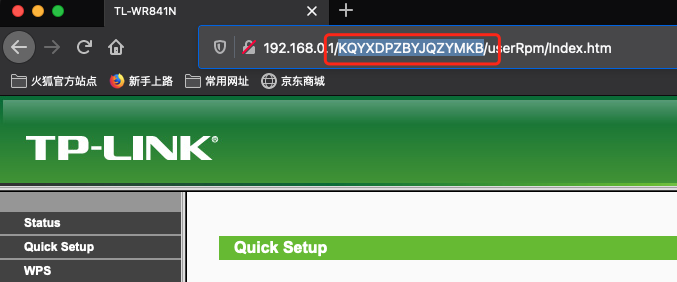 TL-WR841N
192.168.0.1/KQYXDPZBYJQZYMKB/userRpm/Index.htm
火狐官方站点 新手上路 常用网址 京东商城
TP-LINK®
Status
Quick Setup
WPS
Quick Setup